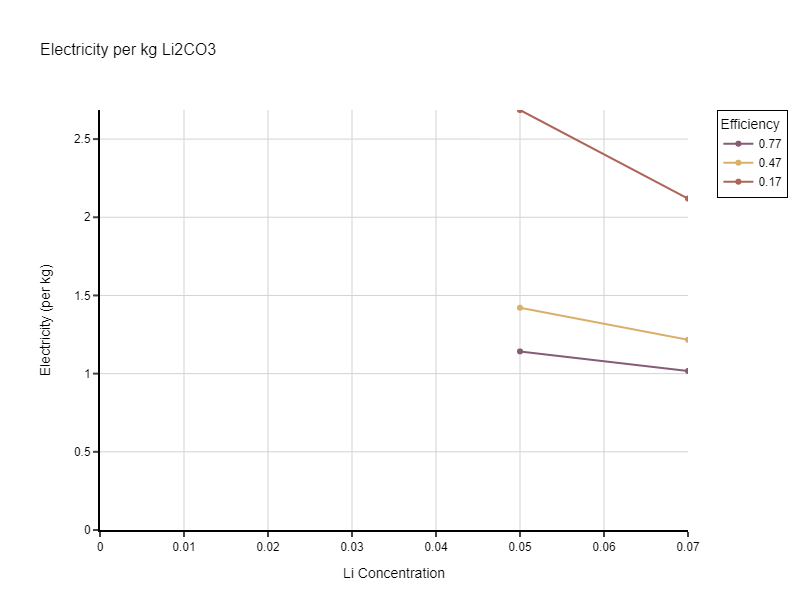 Electricity per kg Li2CO3
Efficiency
0.77
0.47
0.17
2.5
2
1.5
1
0.5
0
Electricity (per kg)
0 0.01 0.02 0.03 0.04 0.05 0.06 0.07
Li Concentration